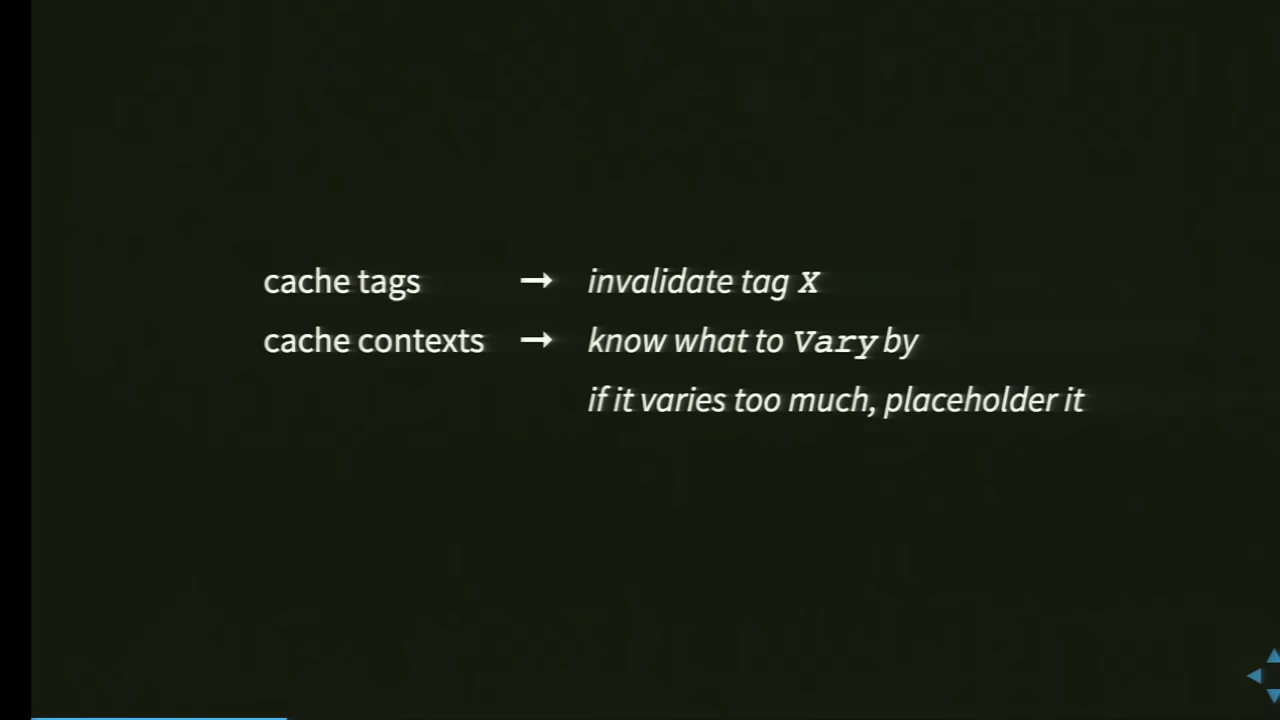 cache tags → invalidate tag X
cache contexts → know what to Vary by
if it varies too much, placeholder it